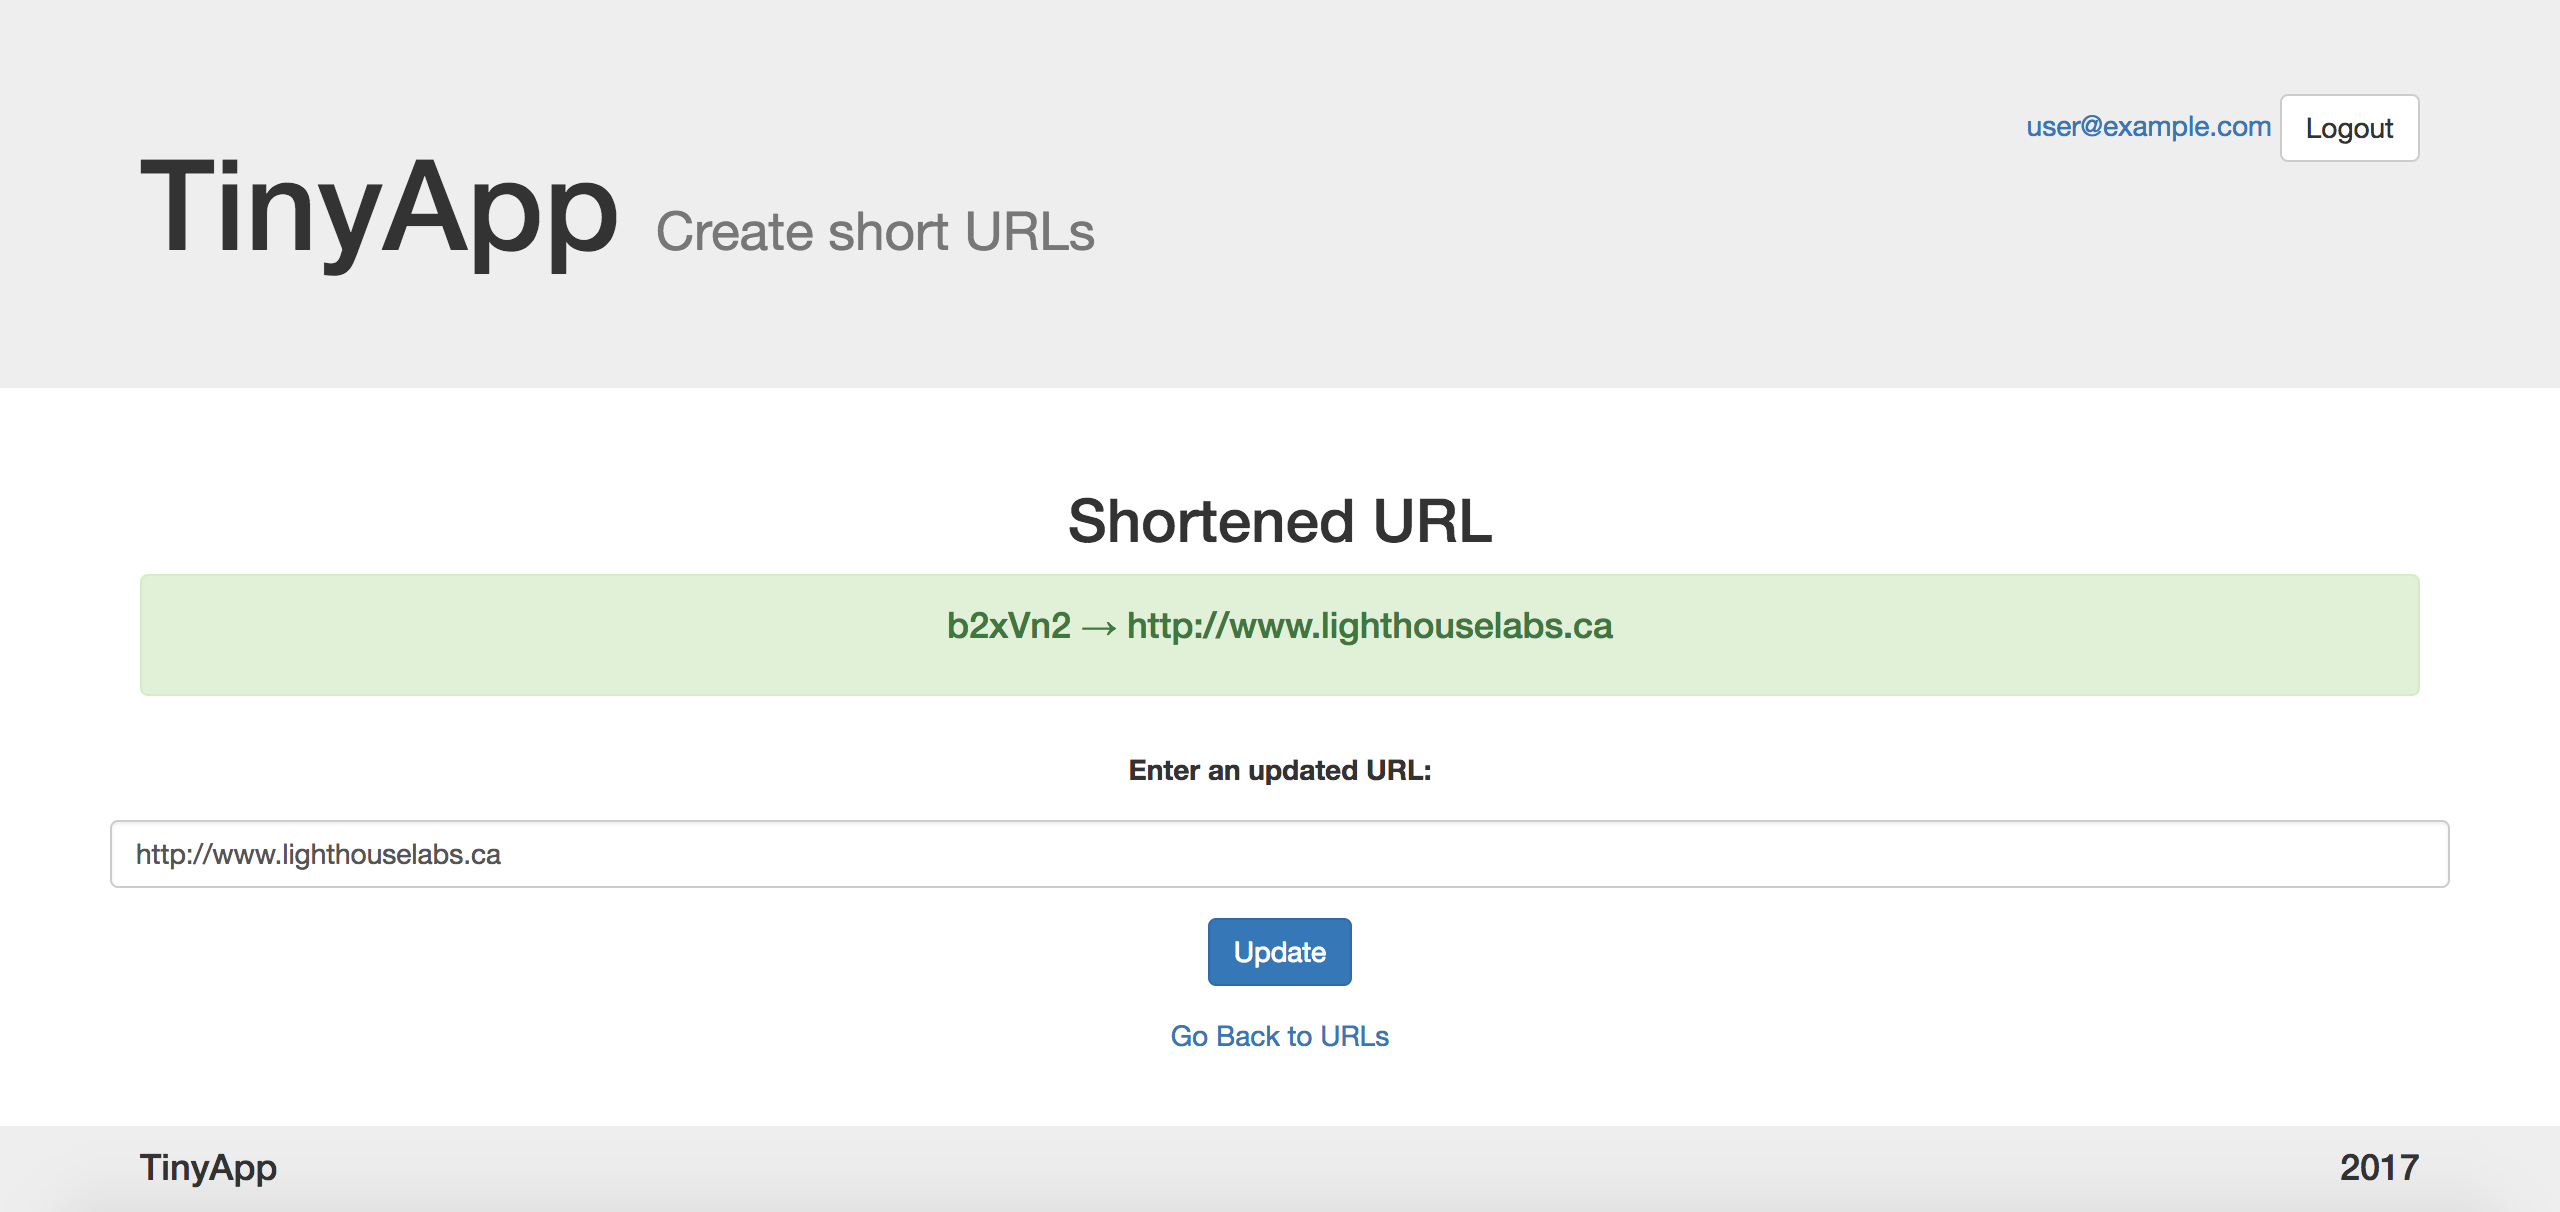 user@example.com Logout
TinyApp Create short URLs
Shortened URL
b2xVn2 → http://www.lighthouselabs.ca
Enter an updated URL:
http://www.lighthouselabs.ca
Update
Go Back to URLs
TinyApp 2017